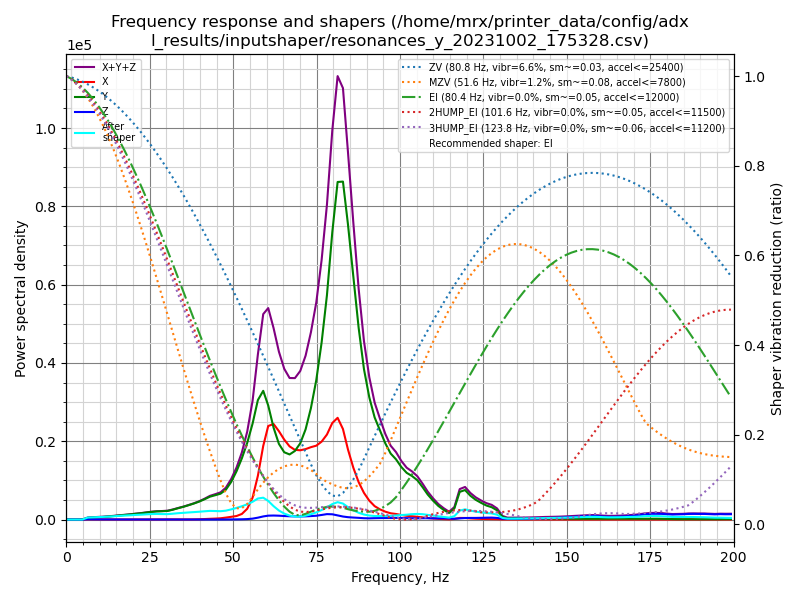 Frequency response and shapers (/home/mrx/printer_data/config/adx
l_results/inputshaper/resonances_y_20231002_175328.csv)
1e5
X+Y+Z
X
Y
Z
After
shaper
ZV (80.8 Hz, vibr=6.6%, sm~=0.03, accel<=25400)
MZV (51.6 Hz, vibr=1.2%, sm~=0.08, accel<=7800)
EI (80.4 Hz, vibr=0.0%, sm~=0.05, accel<=12000)
2HUMP_EI (101.6 Hz, vibr=0.0%, sm~=0.05, accel<=11500)
3HUMP_EI (123.8 Hz, vibr=0.0%, sm~=0.06, accel<=11200)
Recommended shaper: EI
Power spectral density
1.0
0.8
0.6
0.4
0.2
0.0
1.0
0.8
0.6
0.4
0.2
0.0
Shaper vibration reduction (ratio)
0 25 50 75 100 125 150 175 200
Frequency, Hz